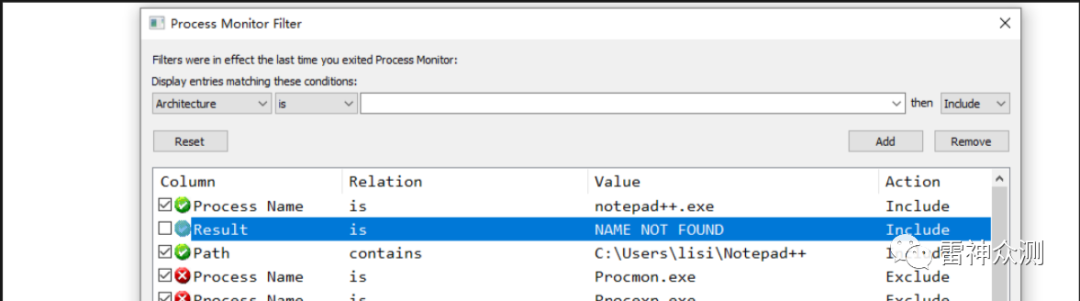 Process Monitor Filter
Filters were in effect the last time you exited Process Monitor:
Display entries matching these conditions:
Architecture is then Include
Reset Add Remove
Column Relation Value Action
Process Name is notepad++.exe Include
Result is NAME NOT FOUND Include
Path contains C:\Users\lisi\Notepad++ Include
雷神众测
Process Name is Procmon.exe Exclude
Process Name is Procexp.exe Exclude